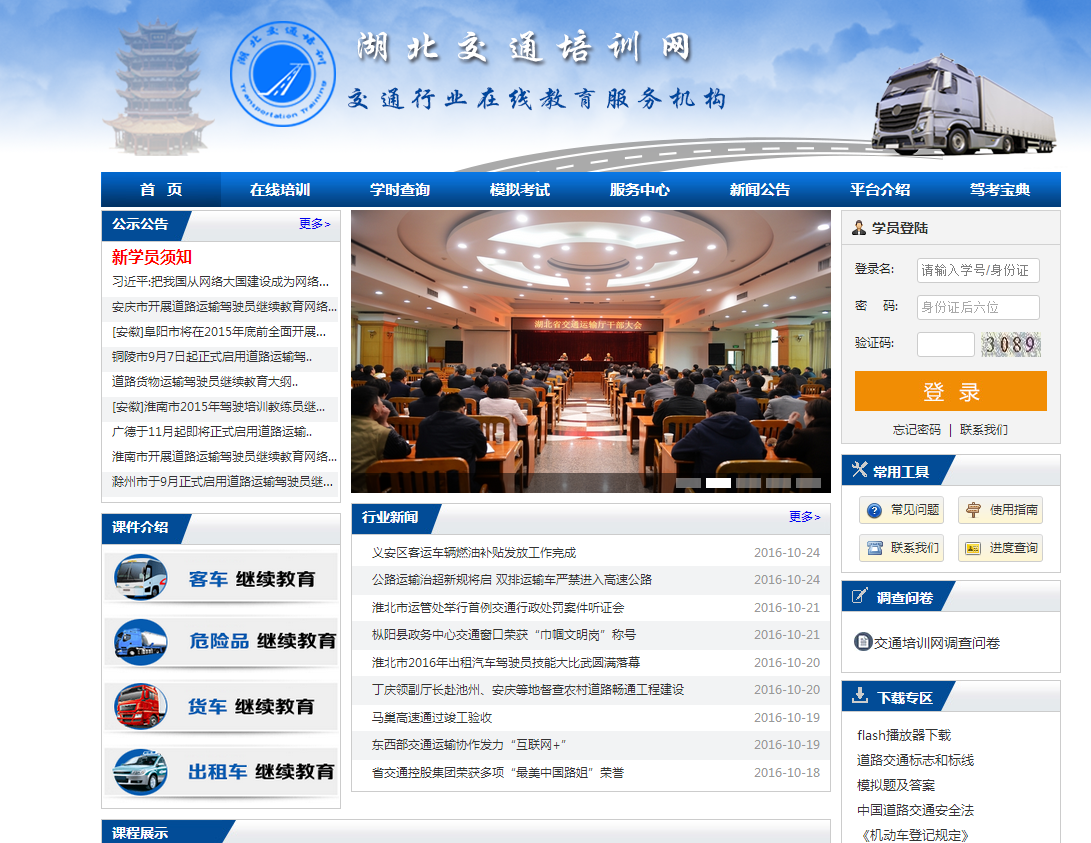 湖北交通培训网
湖北交通培训
Transportation Training
交通行业在线教育服务机构
首 页 在线培训 学时查询 模拟考试 服务中心 新闻公告 平台介绍 驾考宝典
公示公告 更多>
新学员须知
习近平:把我国从网络大国建设成为网络...
安庆市开展道路运输驾驶员继续教育网络...
[安徽]阜阳市将在2015年底前全面开展...
铜陵市9月7日起正式启用道路运输驾..
道路货物运输驾驶员继续教育大纲..
[安徽]淮南市2015年驾驶培训教练员继...
广德于11月起即将正式启用道路运输..
淮南市开展道路运输驾驶员继续教育网络...
滁州市于9月正式启用道路运输驾驶员继...
课件介绍
客车 继续教育
危险品 继续教育
货车 继续教育
出租车 继续教育
课程展示
湖北省交通运输厅干部大会
行业新闻 更多>
义安区客运车辆燃油补贴发放工作完成 2016-10-24
公路运输治超新规将启 双排运输车严禁进入高速公路 2016-10-24
淮北市运管处举行首例交通行政处罚案件听证会 2016-10-21
枞阳县政务中心交通窗口荣获“巾帼文明岗”称号 2016-10-21
淮北市2016年出租汽车驾驶员技能大比武圆满落幕 2016-10-20
丁庆领副厅长赴池州、安庆等地督查农村道路畅通工程建设 2016-10-20
马巢高速通过竣工验收 2016-10-19
东西部交通运输协作发力“互联网+” 2016-10-19
省交通控股集团荣获多项“最美中国路姐”荣誉 2016-10-18
学员登陆
登录名: 请输入学号/身份证
密 码: 身份证后六位
验证码: 3089
登 录
忘记密码 | 联系我们
常用工具
常见问题 使用指南
联系我们 进度查询
调查问卷
交通培训网调查问卷
下载专区
flash播放器下载
道路交通标志和标线
模拟题及答案
中国道路交通安全法
《机动车登记规定》